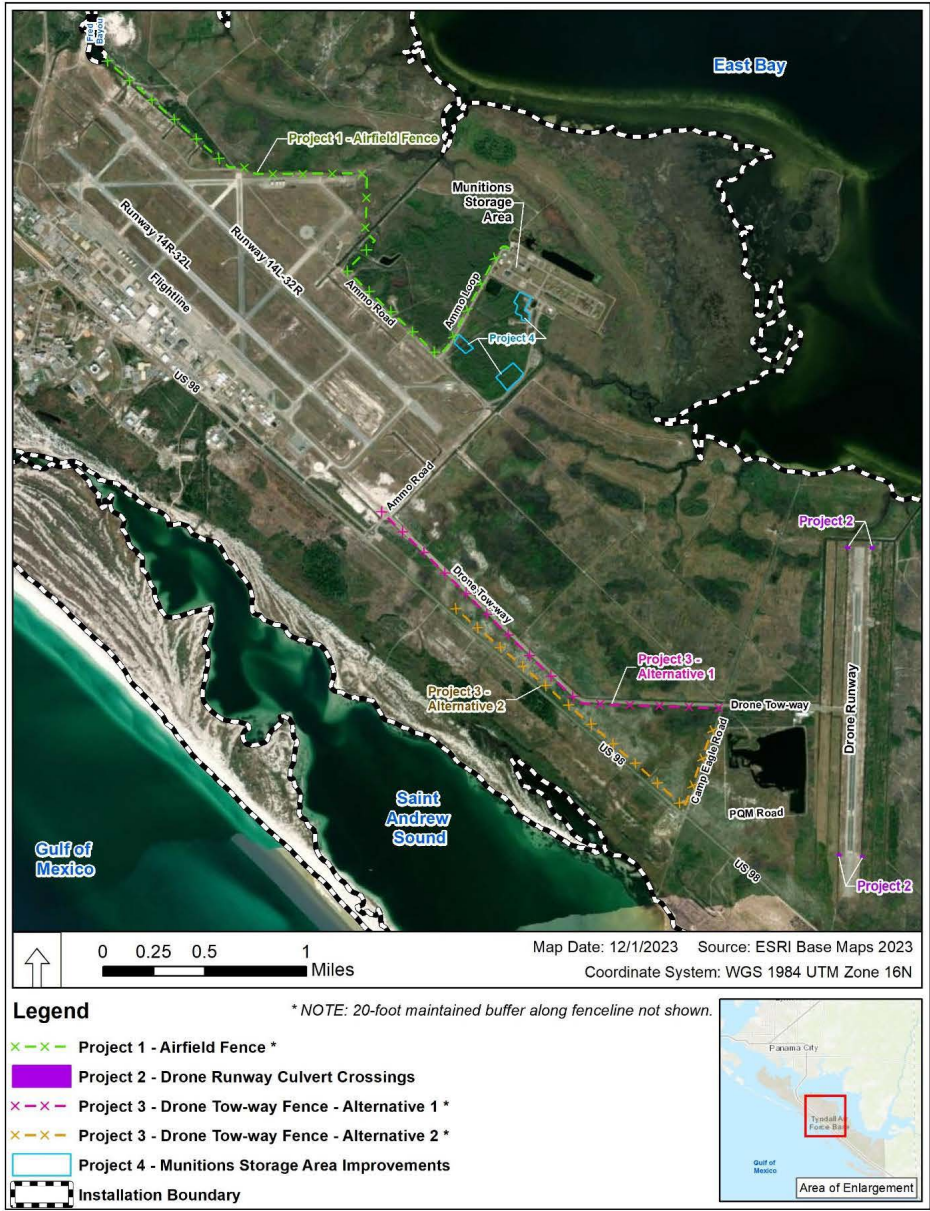 Fred
Bayou
East Bay
Project 1 - Airfield Fence
Munitions
Storage
Area
Runway 14R-32L
Runway 14L-32R
Flightline
Ammo Road
Ammo Loop
Project 4
US 98
Ammo Road
Project 2
Drone Tow-way
Project 3 -
Alternative 1
Project 3 -
Alternative 2
Drone Tow-way
Drone Runway
US 98
Camp Eagle Road
PQM Road
Saint
Andrew
Sound
Gulf of
Mexico
US 98
Project 2
0 0.25 0.5 1
Miles
Map Date: 12/1/2023 Source: ESRI Base Maps 2023
Coordinate System: WGS 1984 UTM Zone 16N
Legend
* NOTE: 20-foot maintained buffer along fenceline not shown.
Project 1 - Airfield Fence *
Project 2 - Drone Runway Culvert Crossings
Project 3 - Drone Tow-way Fence - Alternative 1 *
Project 3 - Drone Tow-way Fence - Alternative 2 *
Project 4 - Munitions Storage Area Improvements
Installation Boundary
Panama City
Tyndall Air
Force Base
Gulf of
Mexico
Area of Enlargement